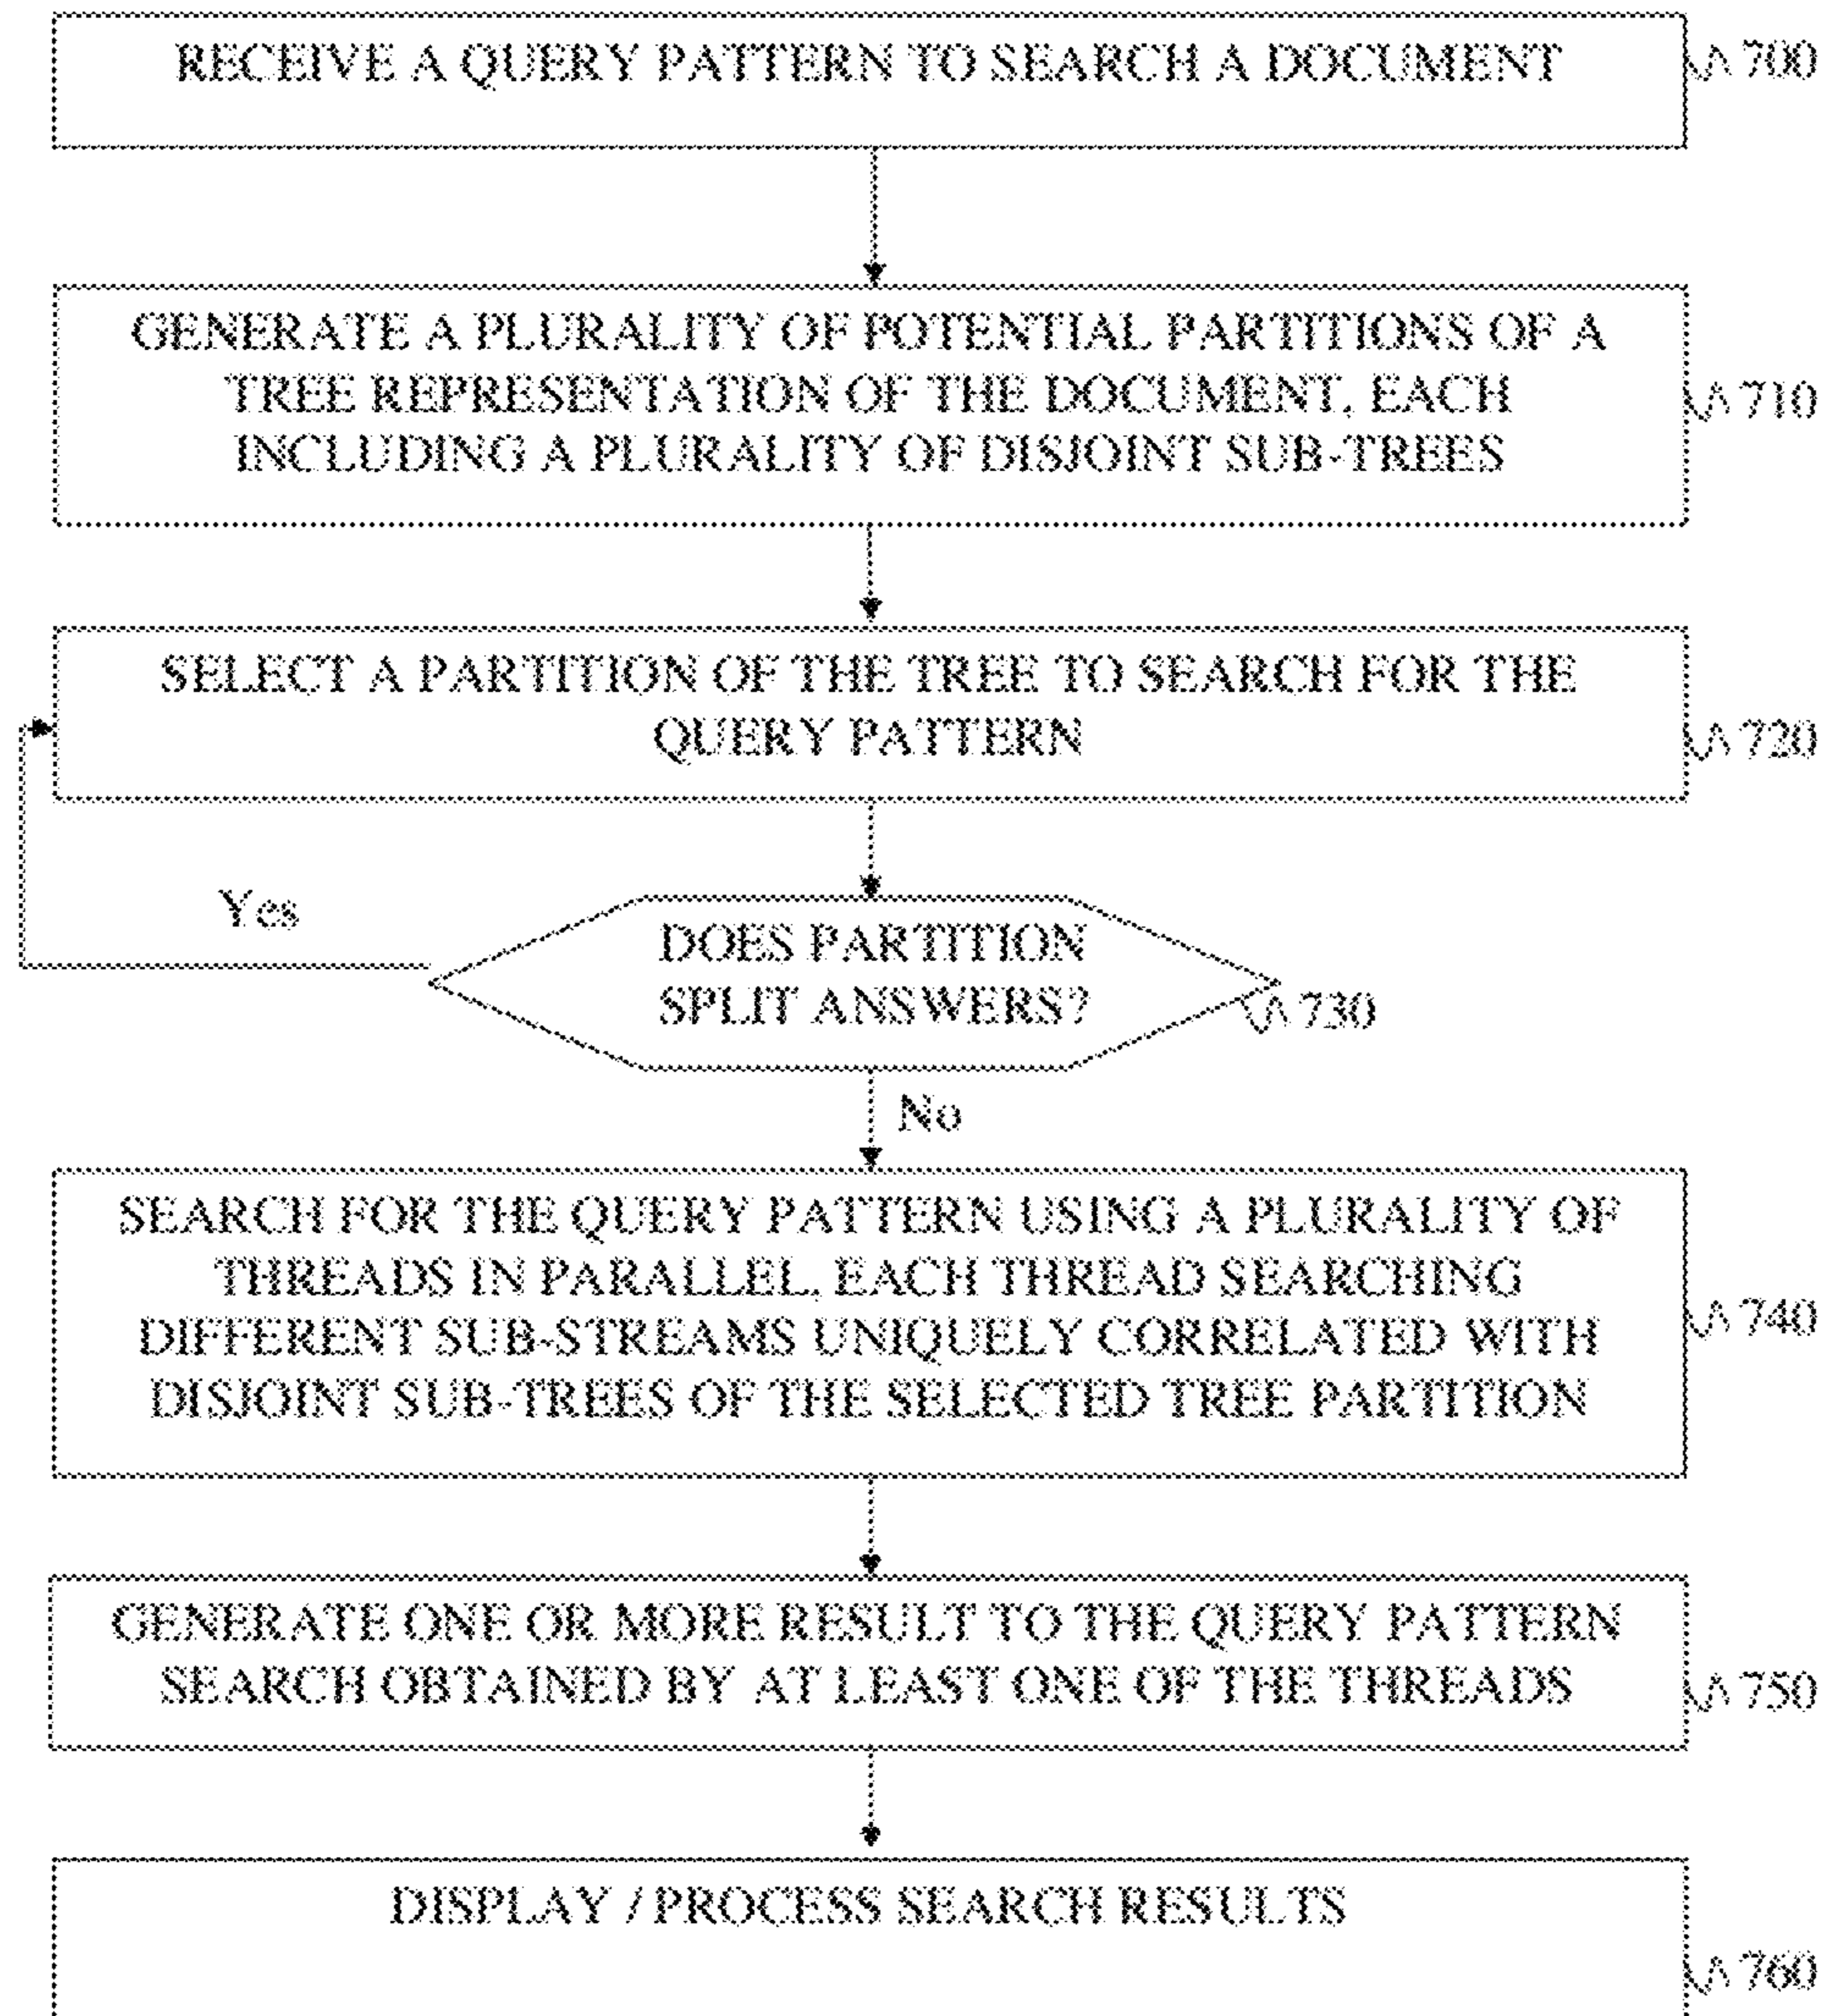 RECEIVE A QUERY PATTERN TO SEARCH A DOCUMENT
700
GENERATE A PLURALITY OF POTENTIAL PARTITIONS OF A
TREE REPRESENTATION OF THE DOCUMENT, EACH
INCLUDING A PLURALITY OF DISJOINT SUB-TREES
710
SELECT A PARTITION OF THE TREE TO SEARCH FOR THE
QUERY PATTERN
720
Yes
DOES PARTITION
SPLIT ANSWERS?
730
No
SEARCH FOR THE QUERY PATTERN USING A PLURALITY OF
THREADS IN PARALLEL, EACH THREAD SEARCHING
DIFFERENT SUB-STREAMS UNIQUELY CORRELATED WITH
DISJOINT SUB-TREES OF THE SELECTED TREE PARTITION
740
GENERATE ONE OR MORE RESULT TO THE QUERY PATTERN
SEARCH OBTAINED BY AT LEAST ONE OF THE THREADS
750
DISPLAY / PROCESS SEARCH RESULTS
760